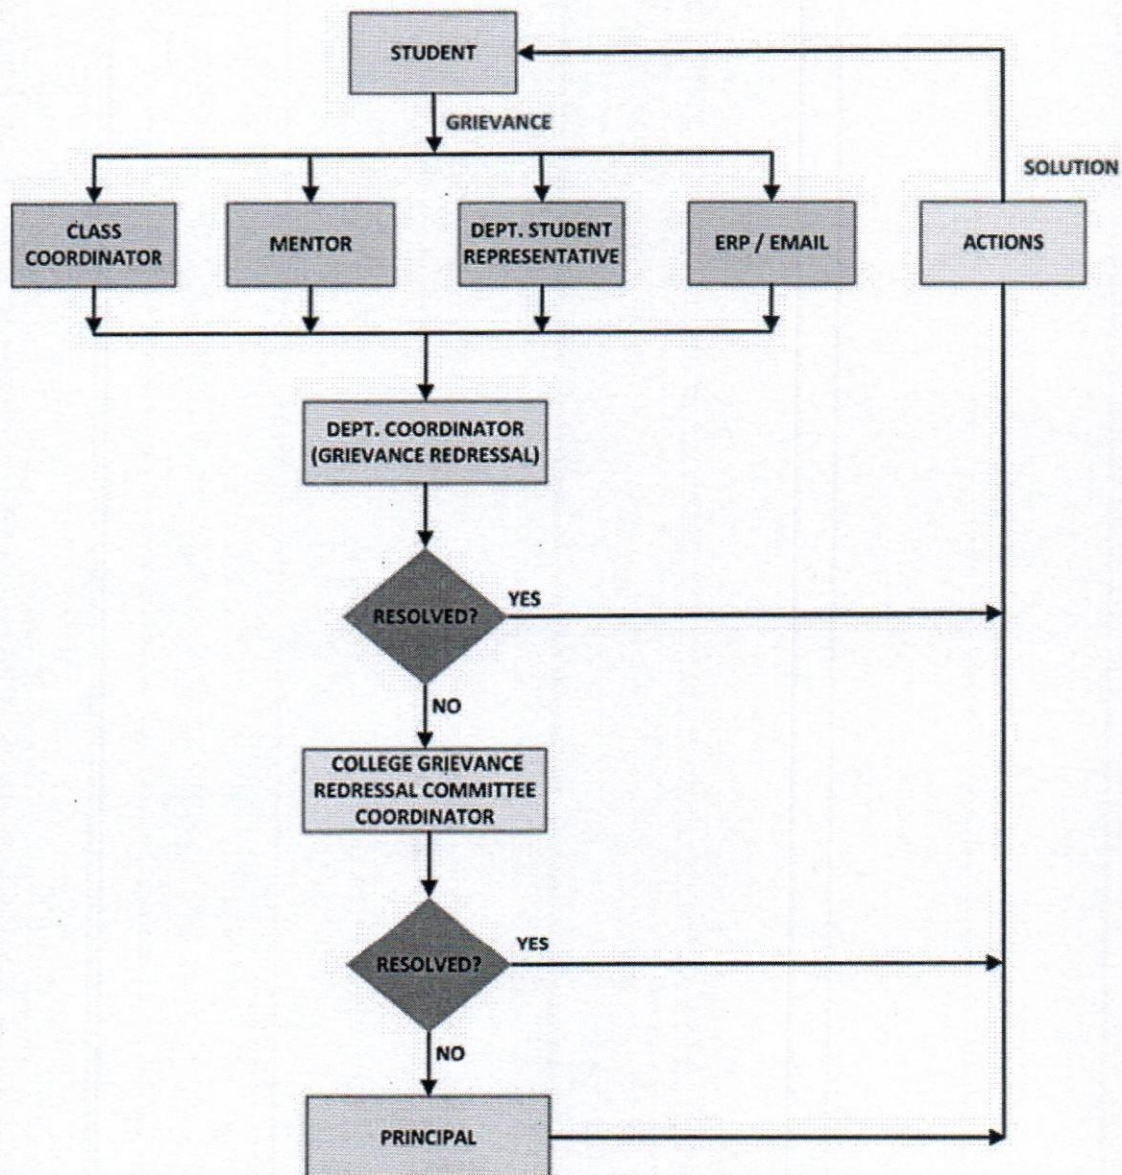 STUDENT
GRIEVANCE
SOLUTION
CLASS
COORDINATOR
MENTOR
DEPT. STUDENT
REPRESENTATIVE
ERP / EMAIL
ACTIONS
DEPT. COORDINATOR
(GRIEVANCE REDRESSAL)
RESOLVED?
YES
NO
COLLEGE GRIEVANCE
REDRESSAL COMMITTEE
COORDINATOR
RESOLVED?
YES
NO
PRINCIPAL